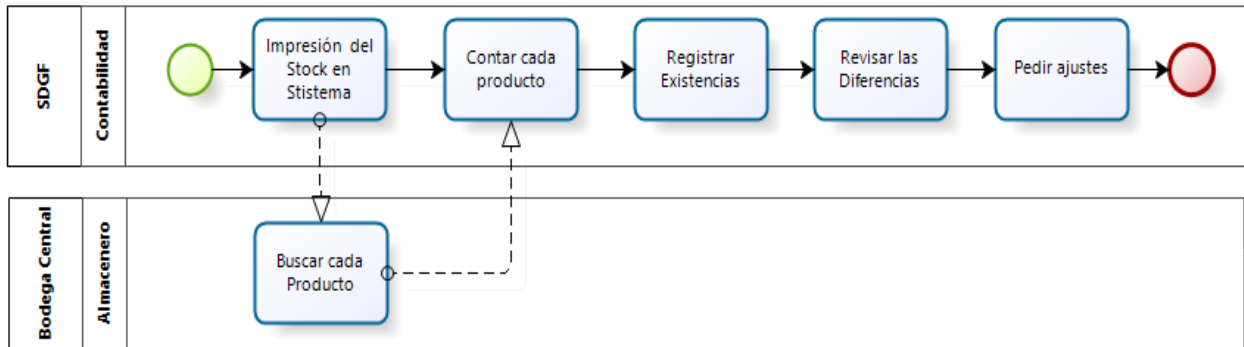 SDGF
Contabilidad
Impresión del
Stock en
Stistema
Contar cada
producto
Registrar
Existencias
Revisar las
Diferencias
Pedir ajustes
Bodega Central
Almacenero
Buscar cada
Producto